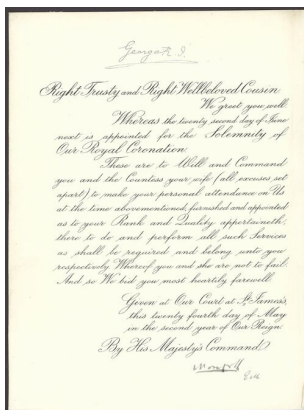 George R. I.
Right Trusty and Right Wellbeloved Cousin
We greet you well.
Whereas the twenty second day of June
next is appointed for the Solemnity of
Our Royal Coronation
These are to Will and Command
you and the Countess your wife (all excuses set
apart) to make your personal attendance on Us
at the time abovementioned, furnished and appointed
as to your Rank and Quality appertaineth,
there to do and perform all such Services
as shall be required and belong unto you
respectively Whereof you and she are not to fail.
And so We bid you most heartily farewell
Given at Our Court at St. James's
this twenty fourth day of May
in the second year of Our Reign.
By His Majesty's Command